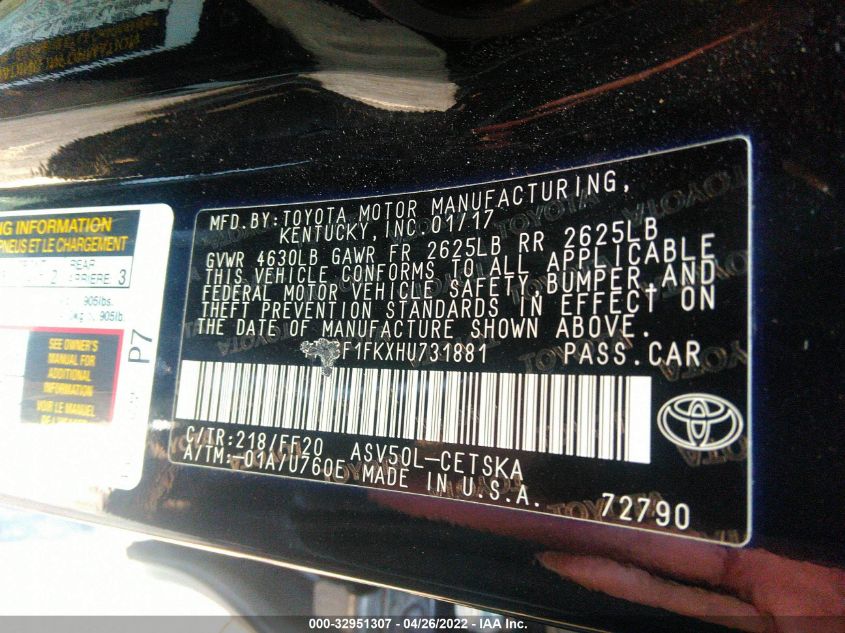 NG INFORMATION
PNEUS ET LE CHARGEMENT
2 REAR
ARRIERE 3
905lbs.
905lb.
SEE OWNER'S
MANUAL FOR
ADDITIONAL
INFORMATION
VOIR LE MANUEL
P7
MFD.BY:TOYOTA MOTOR MANUFACTURING,
KENTUCKY,INC.01/17
GVWR 4630LB GAWR FR 2625LB RR 2625LB
THIS VEHICLE CONFORMS TO ALL APPLICABLE
FEDERAL MOTOR VEHICLE SAFETY,BUMPER,AND
THEFT PREVENTION STANDARDS IN EFFECT ON
THE DATE OF MANUFACTURE SHOWN ABOVE.
F1FKXHU731881 PASS.CAR
C/TR:218/FF20 ASV50L-CETSKA
A/TM:-01A/U760E MADE IN U.S.A. 72790
000-32951307 - 04/26/2022 - IAA Inc.